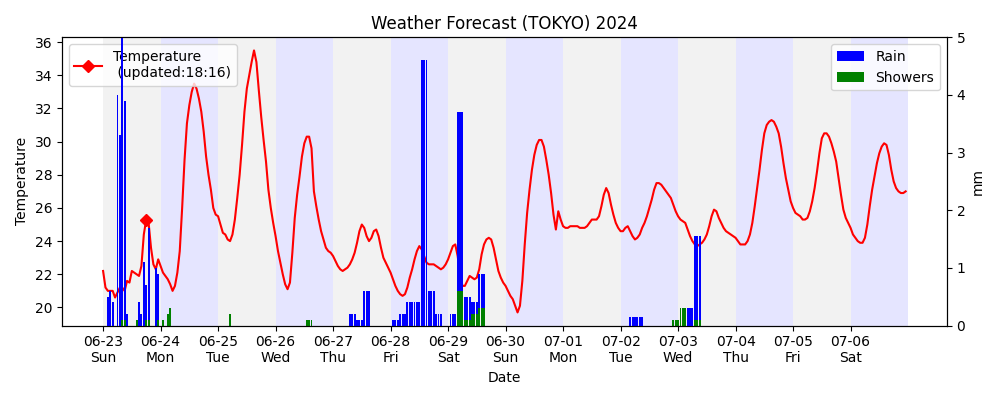 Weather Forecast (TOKYO) 2024
Temperature
(updated:18:16)
Rain
Showers
Temperature
36
34
32
30
28
26
24
22
20
5
4
3
2
1
0
mm
06-23 06-24 06-25 06-26 06-27 06-28 06-29 06-30 07-01 07-02 07-03 07-04 07-05 07-06
Sun Mon Tue Wed Thu Fri Sat Sun Mon Tue Wed Thu Fri Sat
Date